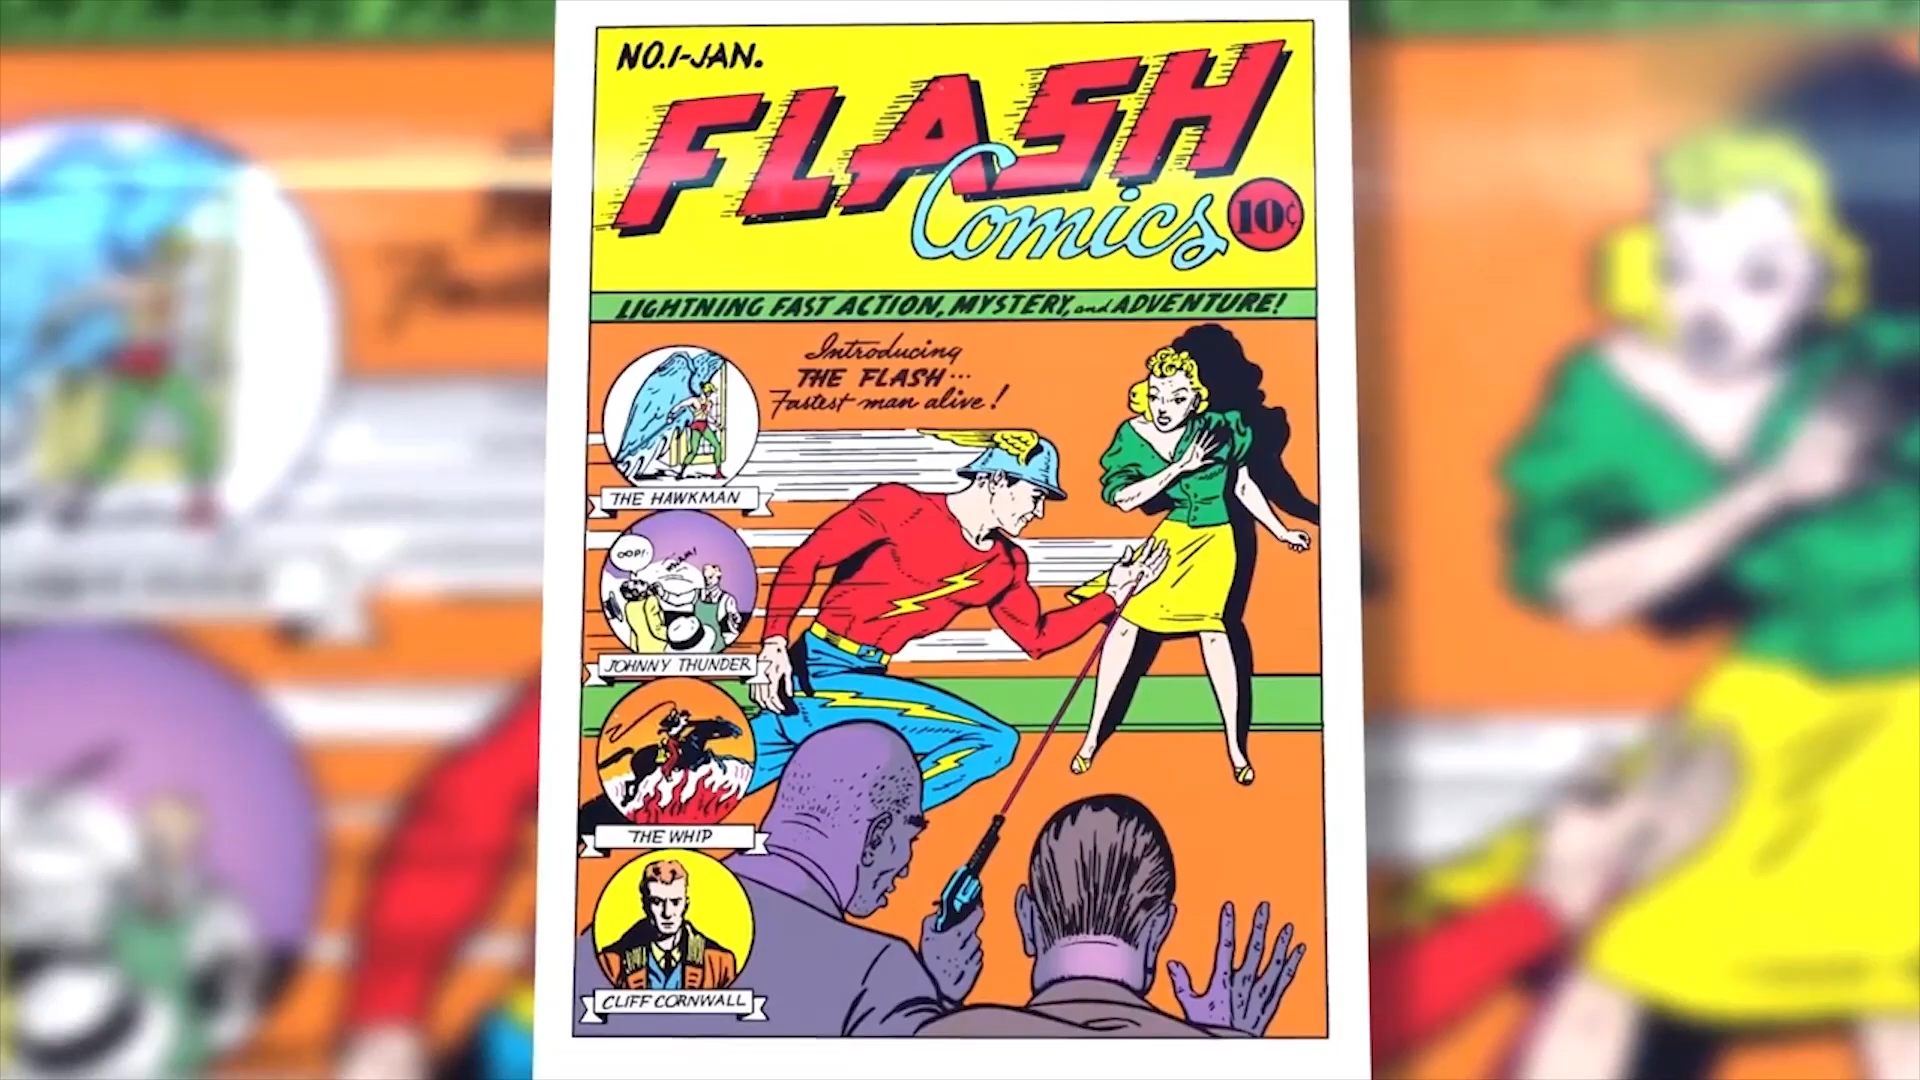 NO.1-JAN.
FLASH
Comics
10¢
LIGHTNING FAST ACTION, MYSTERY, and ADVENTURE!
Introducing
THE FLASH...
Fastest man alive!
THE HAWKMAN
OOP!
JOHNNY THUNDER
THE WHIP
CLIFF CORNWALL